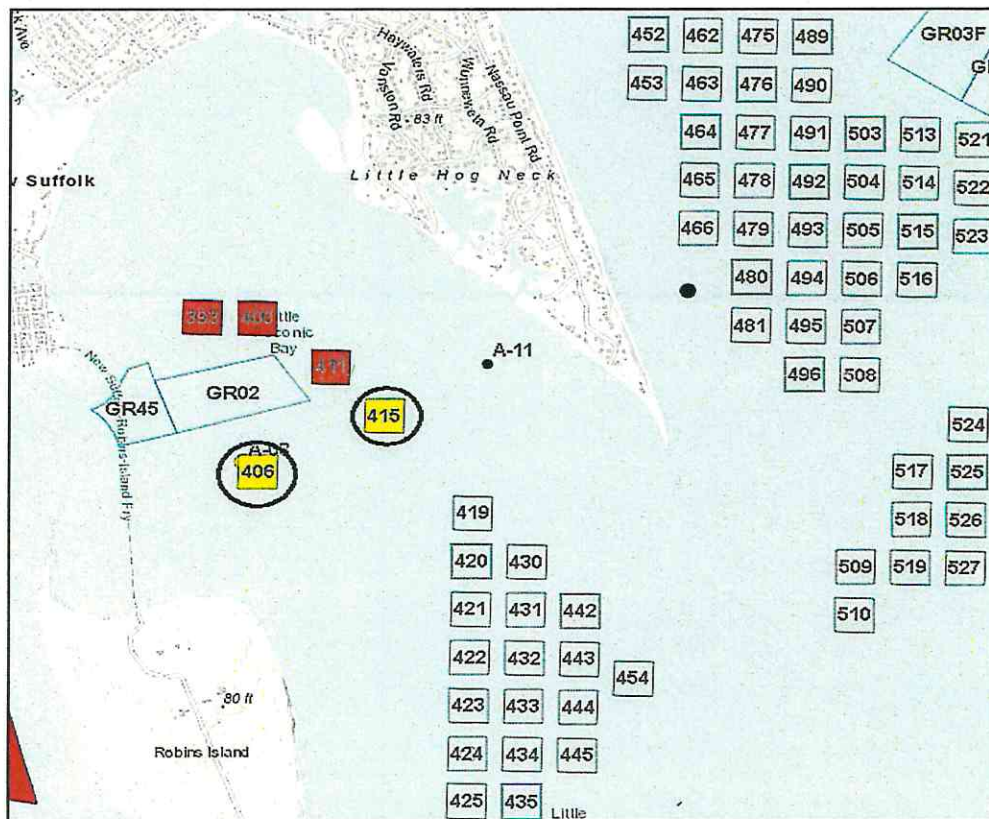 452 462 475 489
GR03F
453 463 476 490
Haywaters Rd
Vanston Rd
Wunneweta Rd
Nassau Point Rd
83 ft
464 477 491 503 513 521
Suffolk
Little Hog Neck
465 478 492 504 514 522
466 479 493 505 515 523
480 494 506 516
393
Bay
481 495 507
A-11
GR02
GR45
496 508
415
406
524
517 525
419
518 526
420 430
509 519 527
421 431 442
510
422 432 443
454
423 433 444
80 ft
Robins Island
424 434 445
425 435 Little